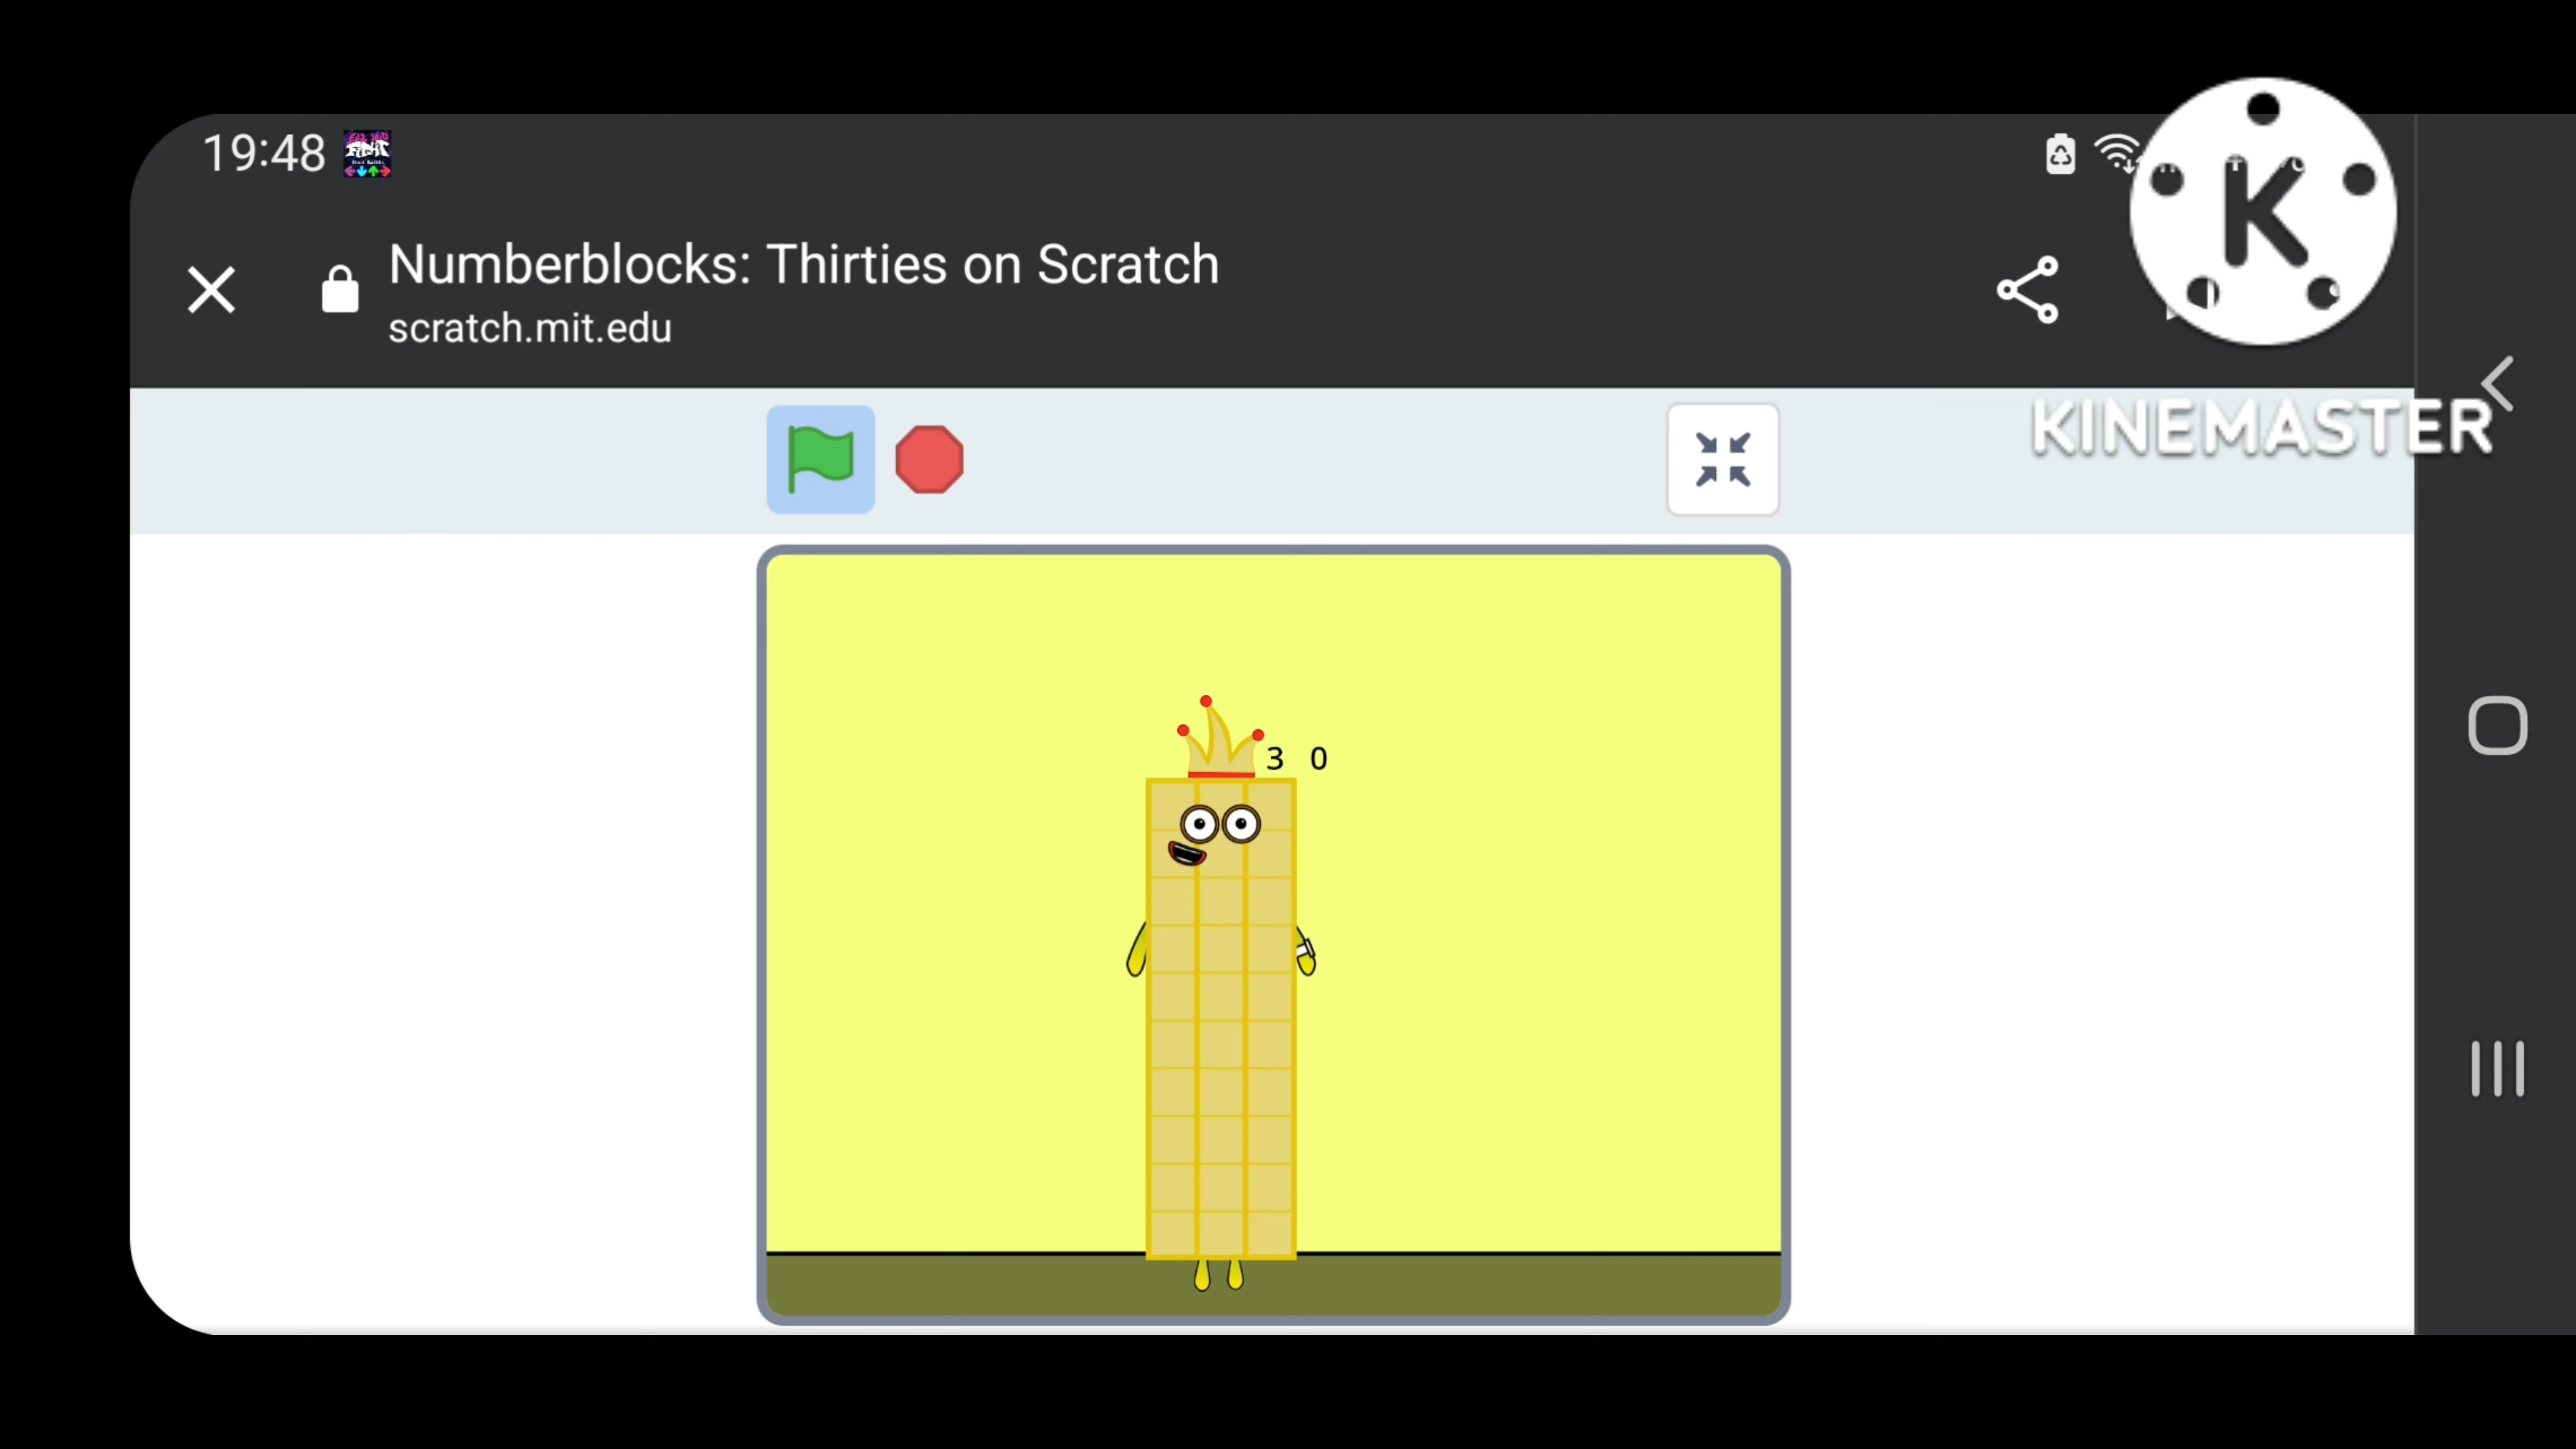 19:48
Numberblocks: Thirties on Scratch
scratch.mit.edu
K
KINEMASTER
3 0